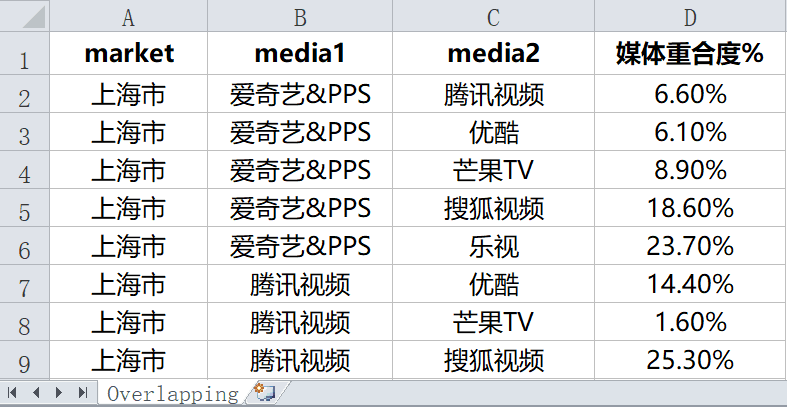 A B C D
1 market media1 media2 媒体重合度%
2 上海市 爱奇艺&PPS 腾讯视频 6.60%
3 上海市 爱奇艺&PPS 优酷 6.10%
4 上海市 爱奇艺&PPS 芒果TV 8.90%
5 上海市 爱奇艺&PPS 搜狐视频 18.60%
6 上海市 爱奇艺&PPS 乐视 23.70%
7 上海市 腾讯视频 优酷 14.40%
8 上海市 腾讯视频 芒果TV 1.60%
9 上海市 腾讯视频 搜狐视频 25.30%
Overlapping